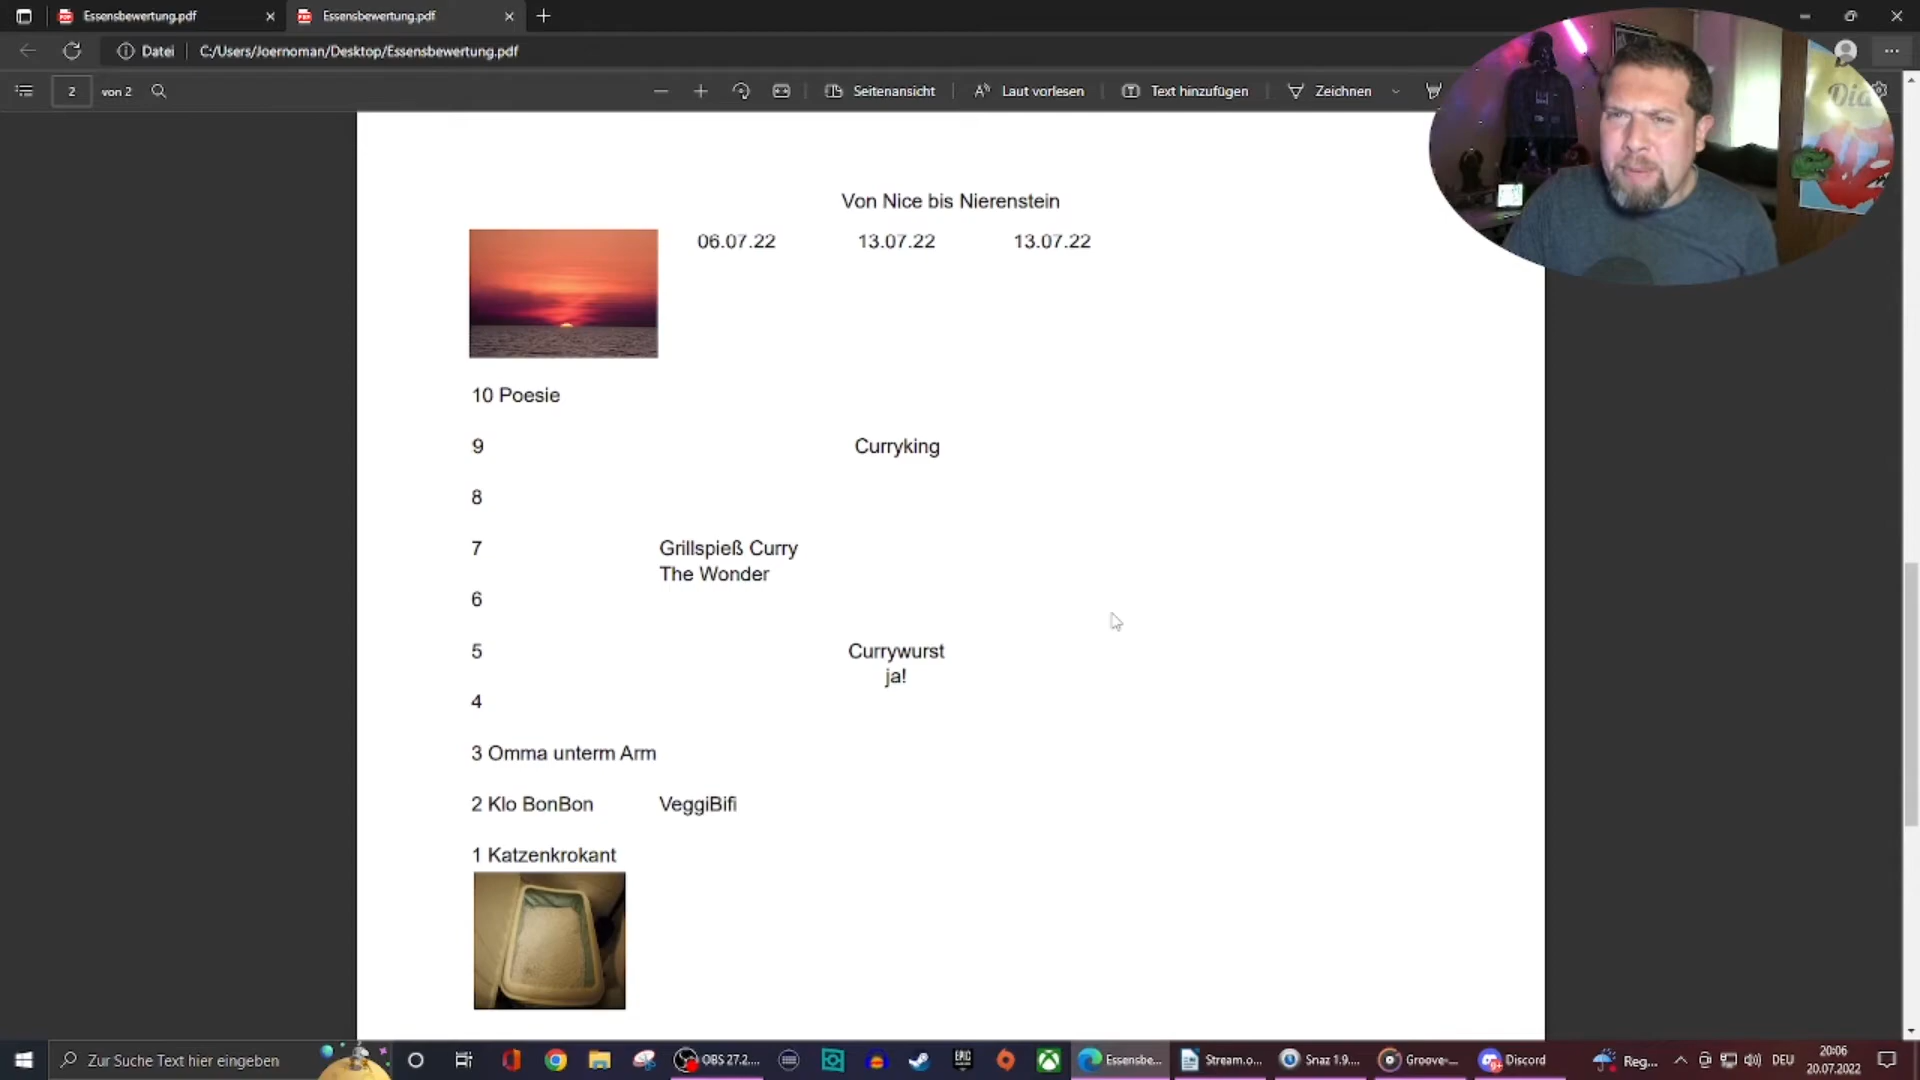 Essensbewertung.pdf
Essensbewertung.pdf
Datei
C:/Users/Joernoman/Desktop/Essensbewertung.pdf
2 von 2
Seitenansicht
Laut vorlesen
Text hinzufügen
Zeichnen
Von Nice bis Nierenstein
06.07.22 13.07.22 13.07.22
10 Poesie
9 Curryking
8
7 Grillspieß Curry
The Wonder
6
5 Currywurst
ja!
4
3 Omma unterm Arm
2 Klo BonBon VeggiBifi
1 Katzenkrokant
Zur Suche Text hier eingeben
OBS 27.2....
Essensbe...
Stream.o...
Snaz 1.9....
Groove-...
Discord
Reg...
DEU
20:06
20.07.2022